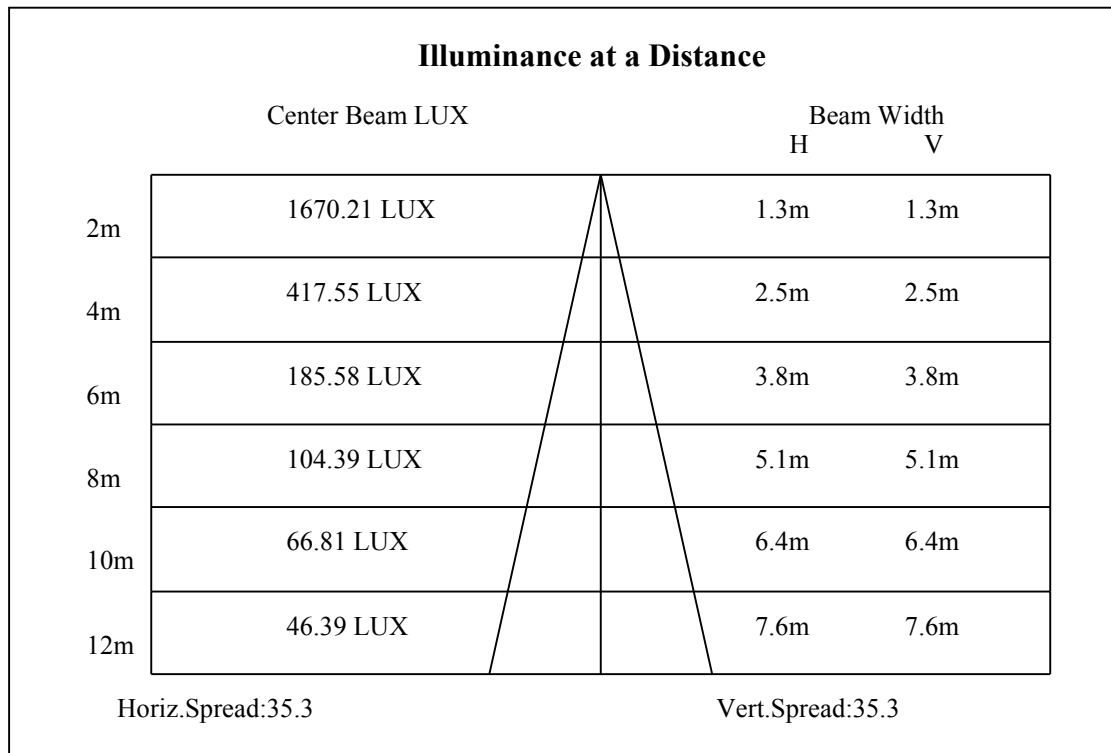 Illuminance at a Distance
Center Beam LUX Beam Width
H V
2m 1670.21 LUX 1.3m 1.3m
4m 417.55 LUX 2.5m 2.5m
6m 185.58 LUX 3.8m 3.8m
8m 104.39 LUX 5.1m 5.1m
10m 66.81 LUX 6.4m 6.4m
12m 46.39 LUX 7.6m 7.6m
Horiz.Spread:35.3 Vert.Spread:35.3